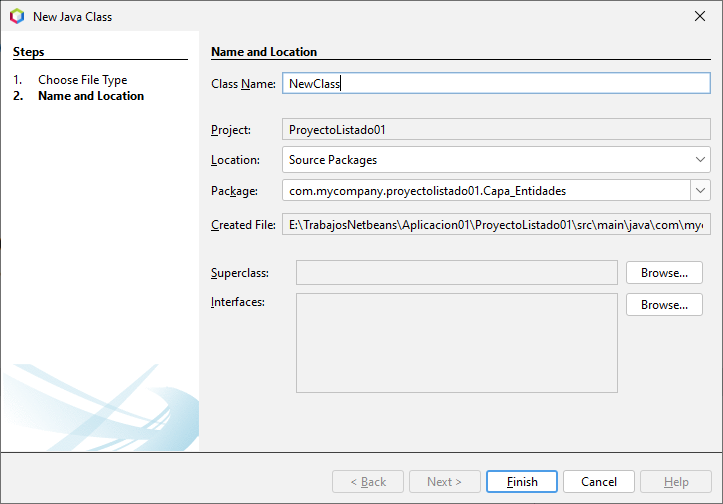 New Java Class
Steps
1. Choose File Type
2. Name and Location
Name and Location
Class Name: NewClass
Project: ProyectoListado01
Location: Source Packages
Package: com.mycompany.proyectolistado01.Capa_Entidades
Created File: E:\TrabajosNetbeans\Aplicacion01\ProyectoListado01\src\main\java\com\myc
Superclass: Browse...
Interfaces: Browse...
< Back Next > Finish Cancel Help